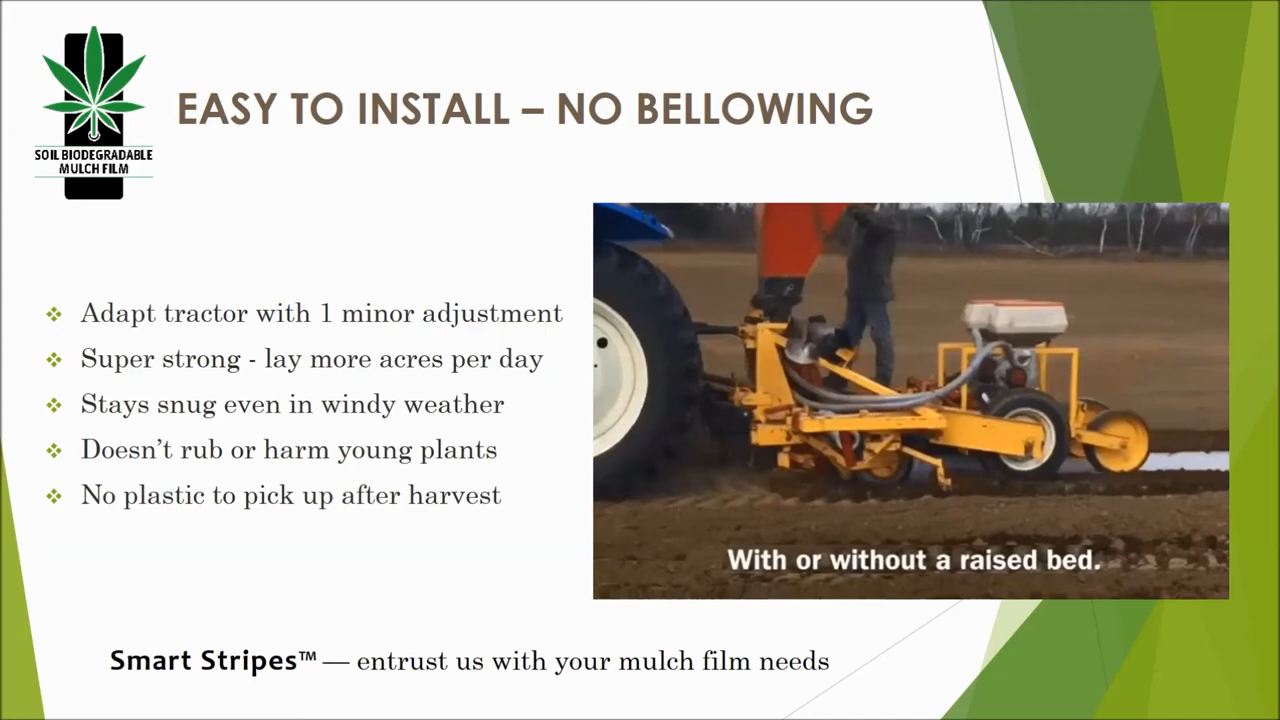 SOIL BIODEGRADABLE
MULCH FILM
EASY TO INSTALL – NO BELLOWING
Adapt tractor with 1 minor adjustment
Super strong - lay more acres per day
Stays snug even in windy weather
Doesn’t rub or harm young plants
No plastic to pick up after harvest
With or without a raised bed.
Smart Stripes™ — entrust us with your mulch film needs